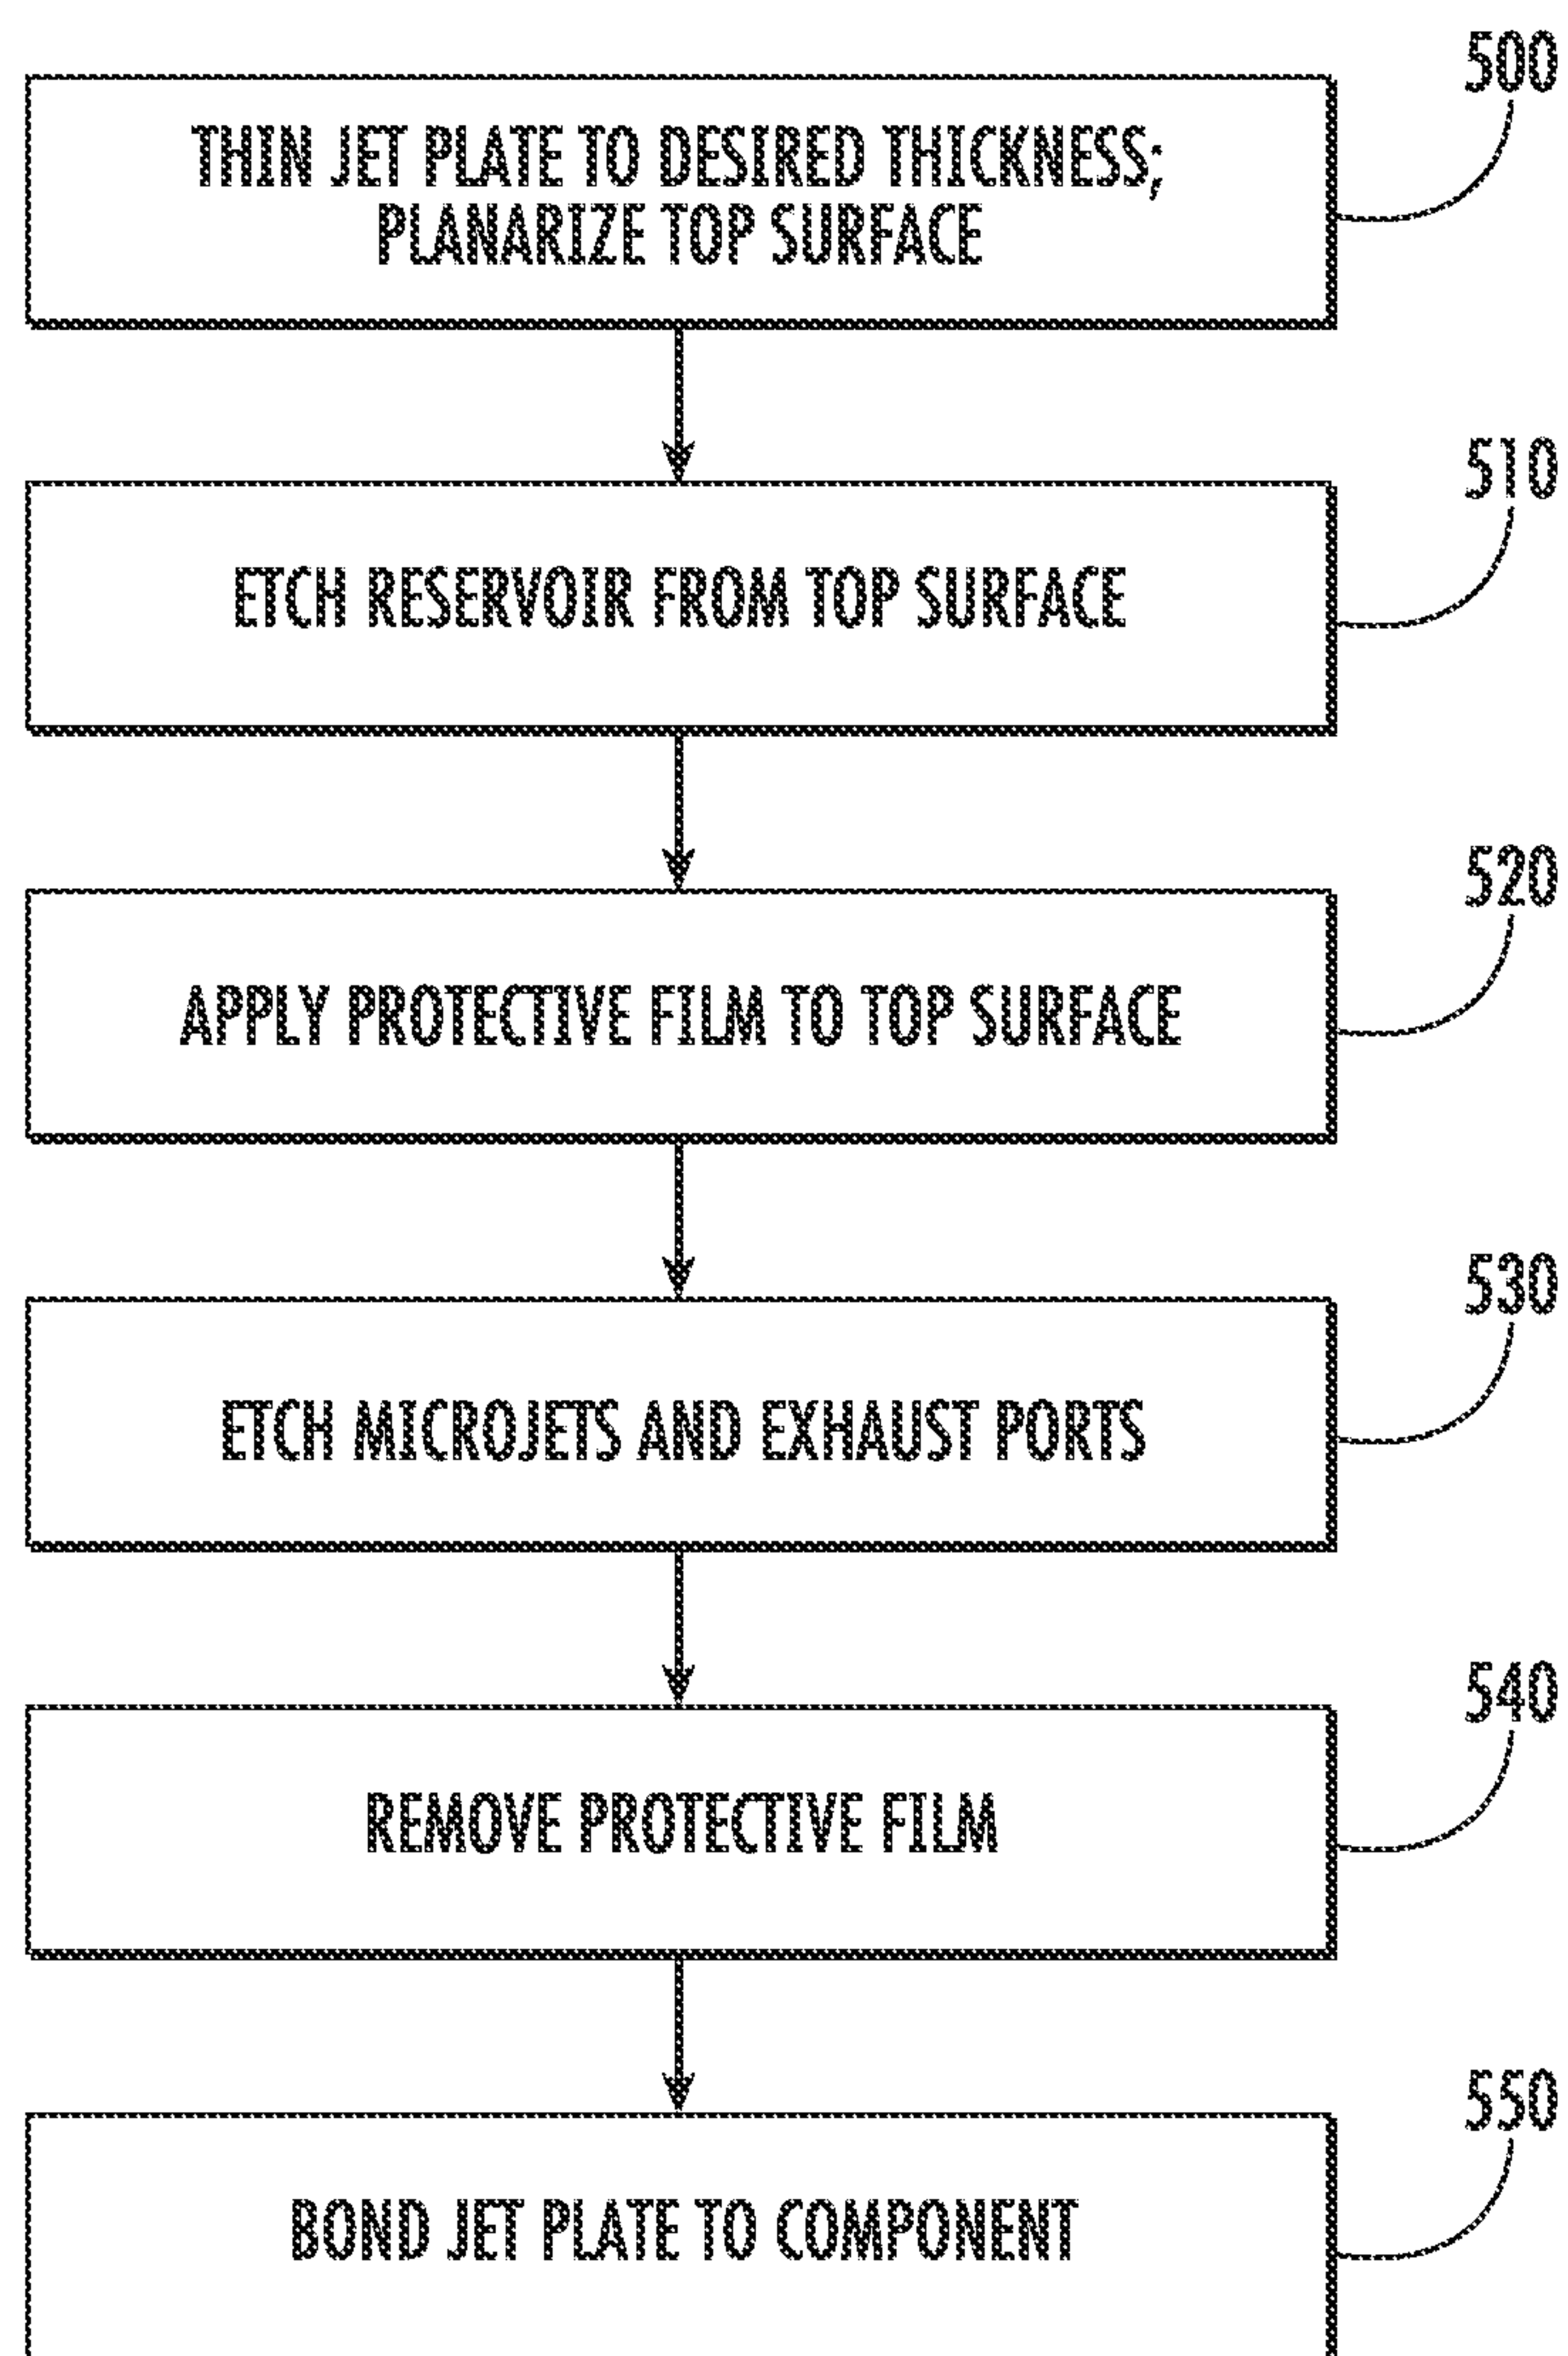 500
THIN JET PLATE TO DESIRED THICKNESS;
PLANARIZE TOP SURFACE
510
ETCH RESERVOIR FROM TOP SURFACE
520
APPLY PROTECTIVE FILM TO TOP SURFACE
530
ETCH MICROJETS AND EXHAUST PORTS
540
REMOVE PROTECTIVE FILM
550
BOND JET PLATE TO COMPONENT